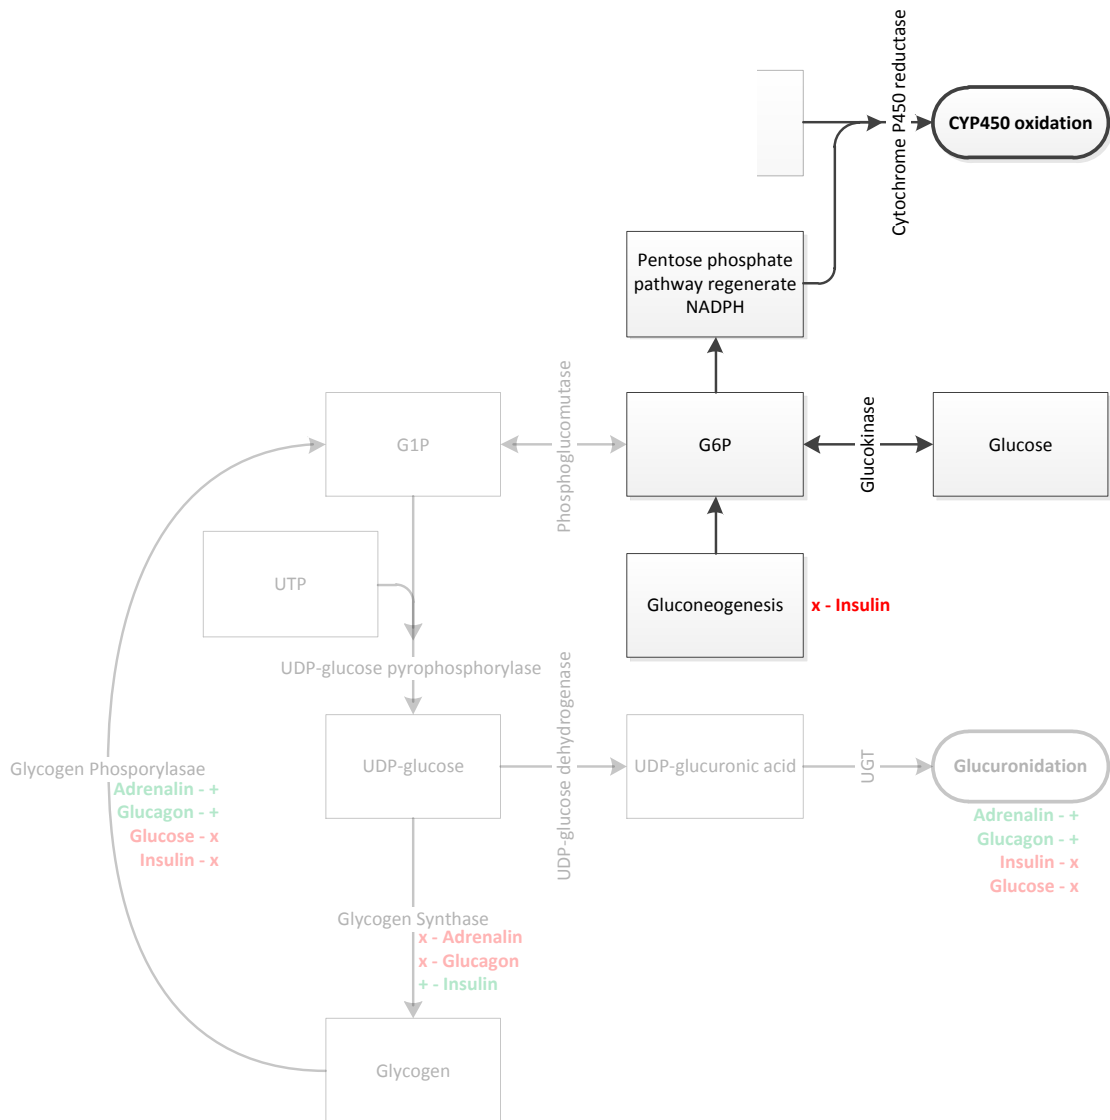 Cytochrome P450 reductase
CYP450 oxidation
Pentose phosphate
pathway regenerate
NADPH
G1P
Phosphoglucomutase
G6P
Glucokinase
Glucose
UTP
Gluconeogenesis
x - Insulin
UDP-glucose pyrophosphorylase
UDP-glucose
UDP-glucose dehydrogenase
UDP-glucuronic acid
UGT
Glucuronidation
Adrenalin - +
Glucagon - +
Insulin - x
Glucose - x
Glycogen Phosporylasae
Adrenalin - +
Glucagon - +
Glucose - x
Insulin - x
Glycogen Synthase
x - Adrenalin
x - Glucagon
+ - Insulin
Glycogen